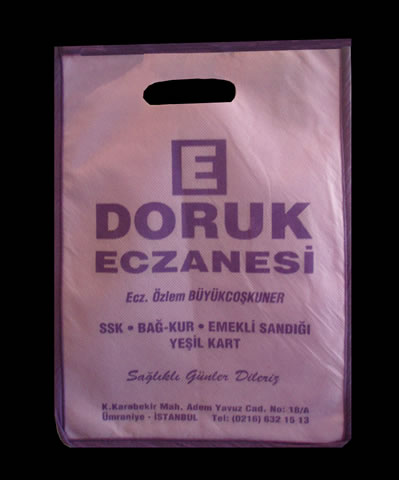 E
DORUK
ECZANESİ
Ecz. Özlem BÜYÜKCOŞKUNER
SSK • BAĞ-KUR • EMEKLİ SANDIĞI
YEŞİL KART
Sağlıklı Günler Dileriz
K.Karabekir Mah. Adem Yavuz Cad. No: 18/A
Ümraniye - İSTANBUL Tel: (0216) 632 15 13